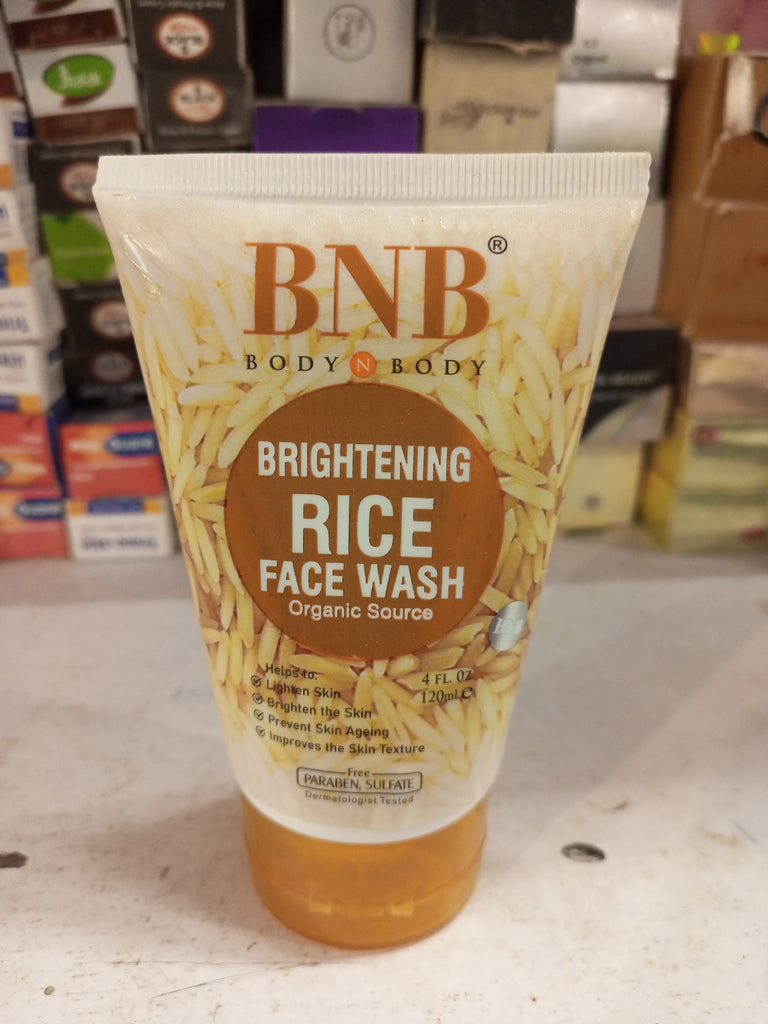 BNB®
BODY N BODY
BRIGHTENING
RICE
FACE WASH
Organic Source
BNB
Helps to:
Lighten Skin
Brighten the Skin
Prevent Skin Ageing
Improves the Skin Texture
4 FL. OZ
120mL e
Free
PARABEN, SULFATE
Dermatologist Tested